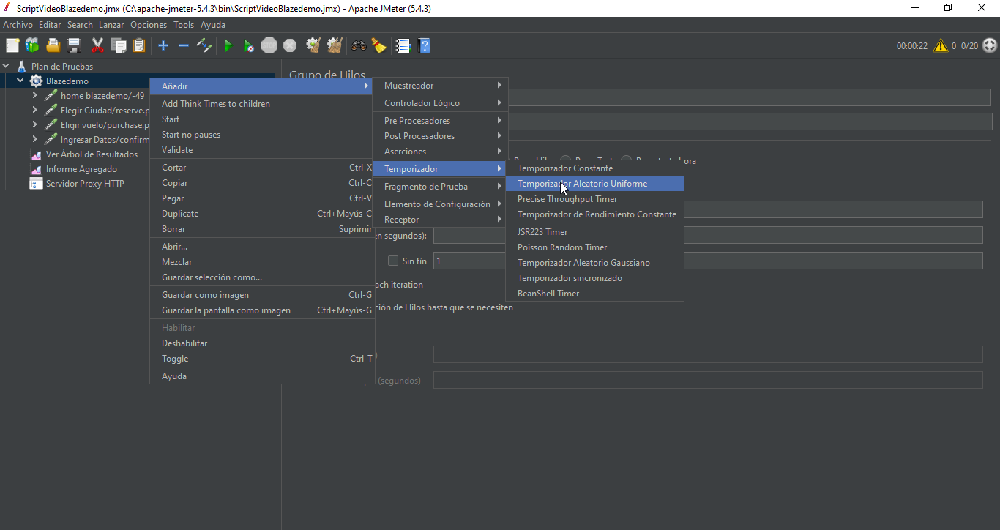 ScriptVideoBlazedemo.jmx (C:\apache-jmeter-5.4.3\bin\ScriptVideoBlazedemo.jmx) - Apache JMeter (5.4.3)
Archivo Editar Search Lanzar Opciones Tools Ayuda
STOP
00:00:22 0 0/20
Plan de Pruebas
Blazedemo
home blazedemo/-49
Elegir Ciudad/reserve.p
Eligir vuelo/purchase.p
Ingresar Datos/confirm
Ver Árbol de Resultados
Informe Agregado
Servidor Proxy HTTP
Grupo de Hilos
Añadir
Add Think Times to children
Start
Start no pauses
Validate
Cortar Ctrl-X
Copiar Ctrl-C
Pegar Ctrl-V
Duplicate Ctrl+Mayús-C
Borrar Suprimir
Abrir...
Mezclar
Guardar selección como...
Guardar como imagen Ctrl-G
Guardar la pantalla como imagen Ctrl+Mayús-G
Habilitar
Deshabilitar
Toggle Ctrl-T
Ayuda
Muestreador
Controlador Lógico
Pre Procesadores
Post Procesadores
Aserciones
Temporizador
Fragmento de Prueba
Elemento de Configuración
Receptor
Temporizador Constante
Temporizador Aleatorio Uniforme
Precise Throughput Timer
Temporizador de Rendimiento Constante
JSR223 Timer
Poisson Random Timer
Temporizador Aleatorio Gaussiano
Temporizador sincronizado
BeanShell Timer
ora
en segundos):
Sin fín 1
ach iteration
ción de Hilos hasta que se necesiten
)
(segundos)